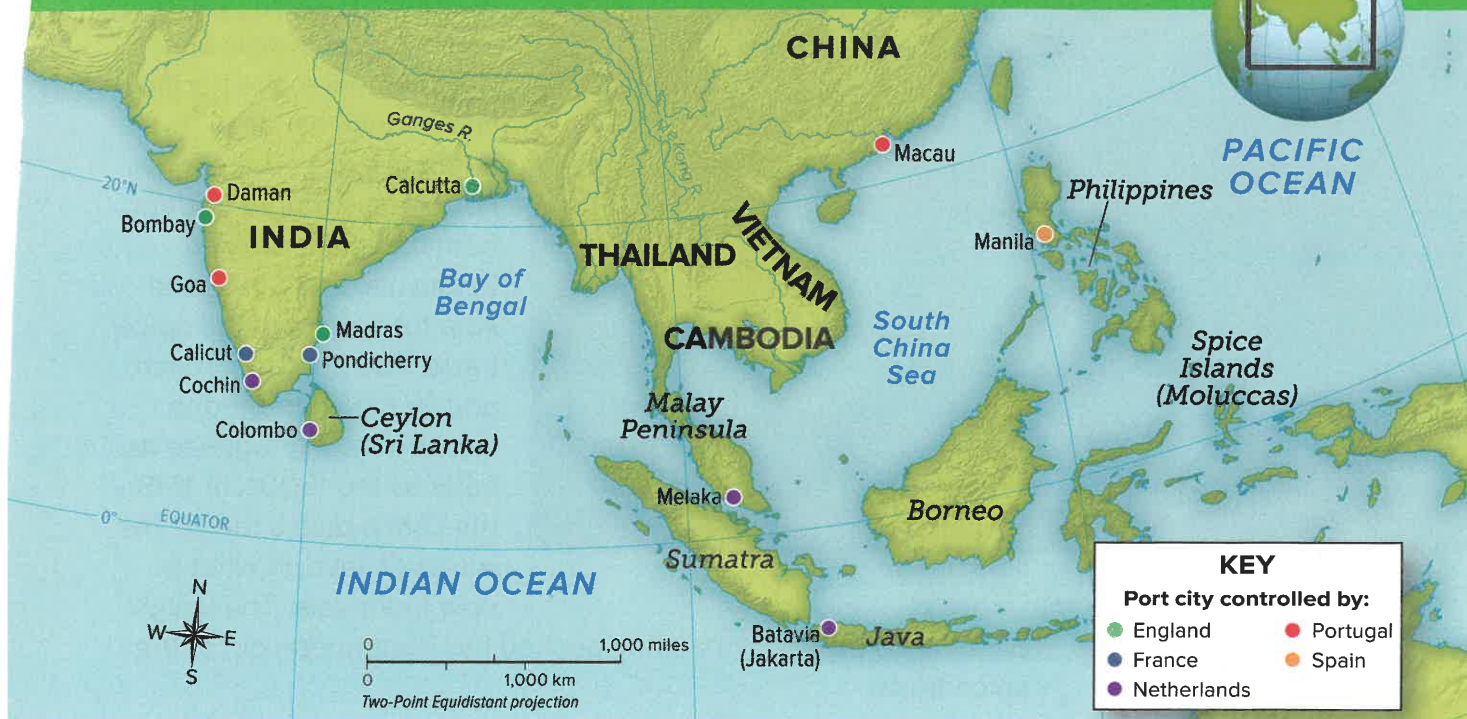 CHINA
Ganges R.
Mekong R.
Macau
PACIFIC
OCEAN
20°N
Daman
Calcutta
Philippines
Bombay
INDIA
THAILAND
VIETNAM
Manila
Goa
Bay of
Bengal
Madras
CAMBODIA
South
China
Sea
Calicut
Pondicherry
Spice
Islands
(Moluccas)
Cochin
Malay
Peninsula
Colombo
Ceylon
(Sri Lanka)
Melaka
Borneo
0°
EQUATOR
Sumatra
INDIAN OCEAN
N
W
E
S
0
1,000 miles
0
1,000 km
Two-Point Equidistant projection
Batavia
(Jakarta)
Java
KEY
Port city controlled by:
England
Portugal
France
Spain
Netherlands